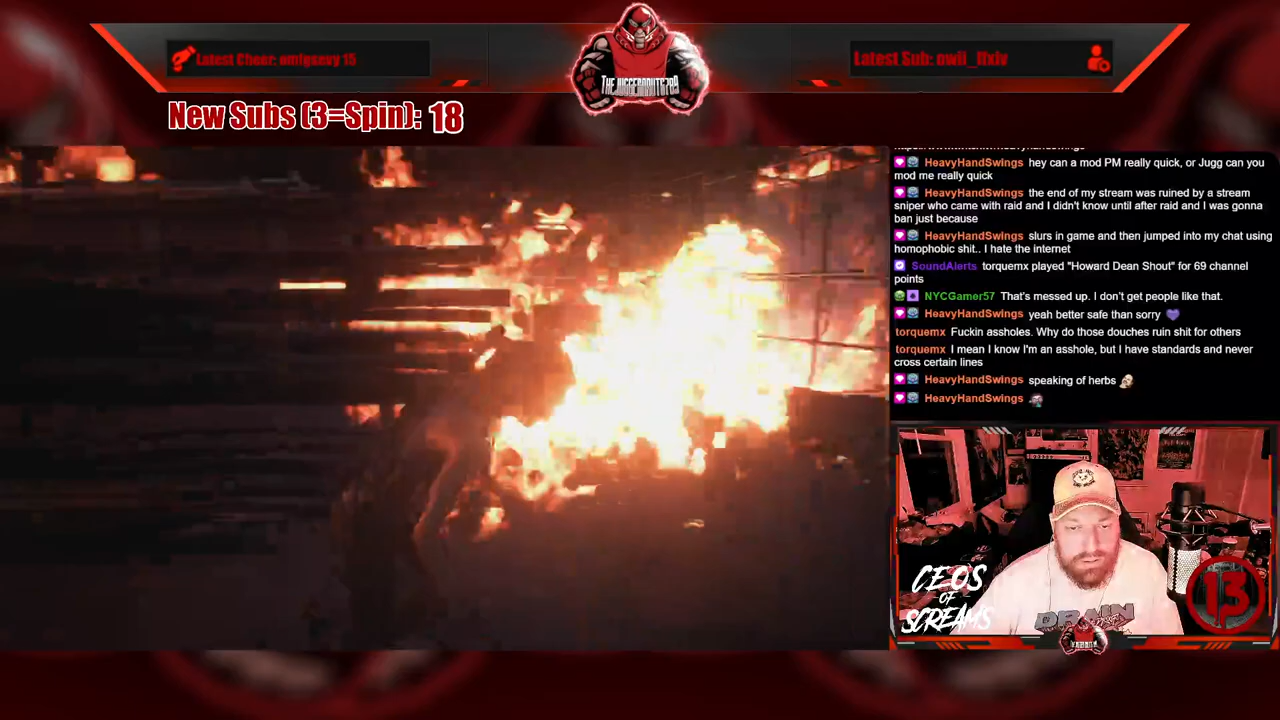 Latest Cheer: omfgsevy 15
THEJUGGERNAUT6789
Latest Sub: owil_llxiv
New Subs (3=Spin): 18
HeavyHandSwings hey can a mod PM really quick, or Jugg can you
mod me really quick
HeavyHandSwings the end of my stream was ruined by a stream
sniper who came with raid and I didn't know until after raid and I was gonna
ban just because
HeavyHandSwings slurs in game and then jumped into my chat using
homophobic shit.. I hate the internet
SoundAlerts torquemx played "Howard Dean Shout" for 69 channel
points
NYCGamer57 That's messed up. I don't get people like that.
HeavyHandSwings yeah better safe than sorry
torquemx Fuckin assholes. Why do those douches ruin shit for others
torquemx I mean I know I'm an asshole, but I have standards and never
cross certain lines
HeavyHandSwings speaking of herbs
HeavyHandSwings
CEOS
OF
SCREAMS
DRAIN
13